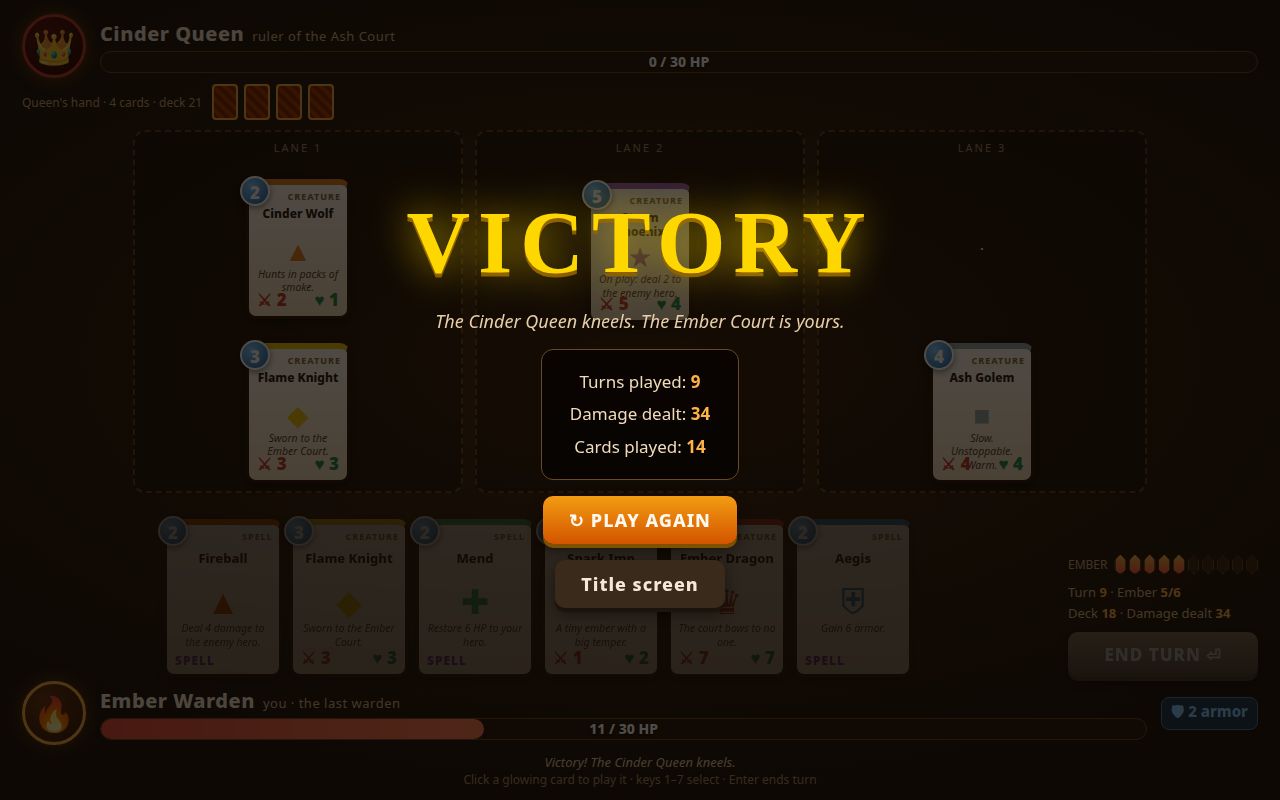 Cinder Queen ruler of the Ash Court
0 / 30 HP
Queen's hand · 4 cards · deck 21
LANE 1
LANE 2
LANE 3
2
CREATURE
Cinder Wolf
Hunts in packs of
smoke.
2
1
5
CREATURE
On play: deal 2 to
the enemy hero.
5
4
VICTORY
The Cinder Queen kneels. The Ember Court is yours.
3
CREATURE
Flame Knight
Sworn to the
Ember Court.
3
3
4
CREATURE
Ash Golem
Slow.
Unstoppable.
Warm.
4
4
Turns played: 9
Damage dealt: 34
Cards played: 14
↻ PLAY AGAIN
Title screen
2
SPELL
Fireball
Deal 4 damage to
the enemy hero.
SPELL
3
CREATURE
Flame Knight
Sworn to the Ember
Court.
3
3
2
SPELL
Mend
Restore 6 HP to your
hero.
SPELL
Spark Imp
A tiny ember with a
big temper.
1
2
Ember Dragon
The court bows to no
one.
7
7
2
SPELL
Aegis
Gain 6 armor.
SPELL
EMBER
Turn 9 · Ember 5/6
Deck 18 · Damage dealt 34
END TURN ⏎
Ember Warden you · the last warden
11 / 30 HP
2 armor
Victory! The Cinder Queen kneels.
Click a glowing card to play it · keys 1–7 select · Enter ends turn